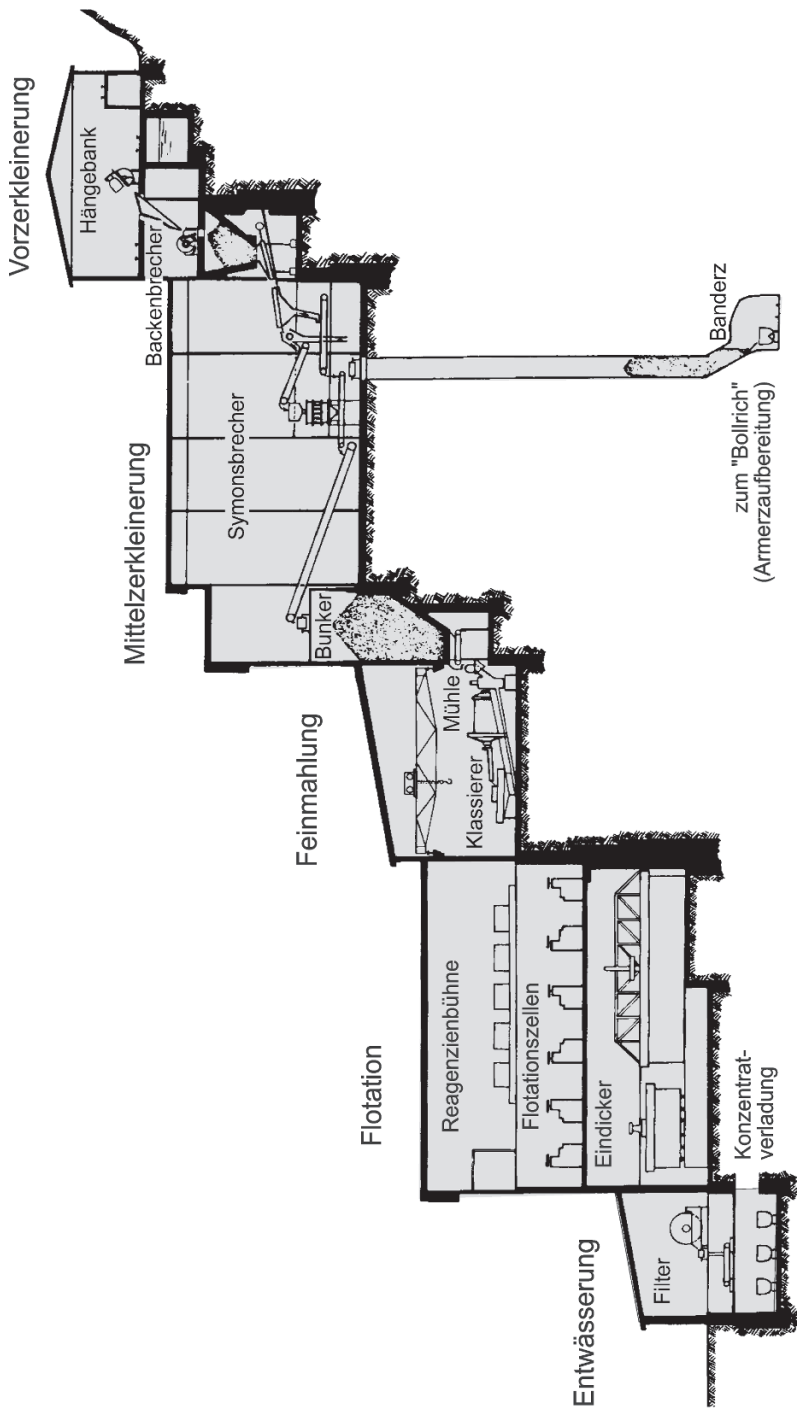 Vorzerkleinerung
Hängebank
Backenbrecher
Mittelzerkleinerung
Symonsbrecher
Banderz
zum "Bollrich"
(Armerzaufbereitung)
Bunker
Feinmahlung
Mühle
Klassierer
Flotation
Reagenzienbühne
Flotationszellen
Eindicker
Konzentrat-
verladung
Entwässerung
Filter